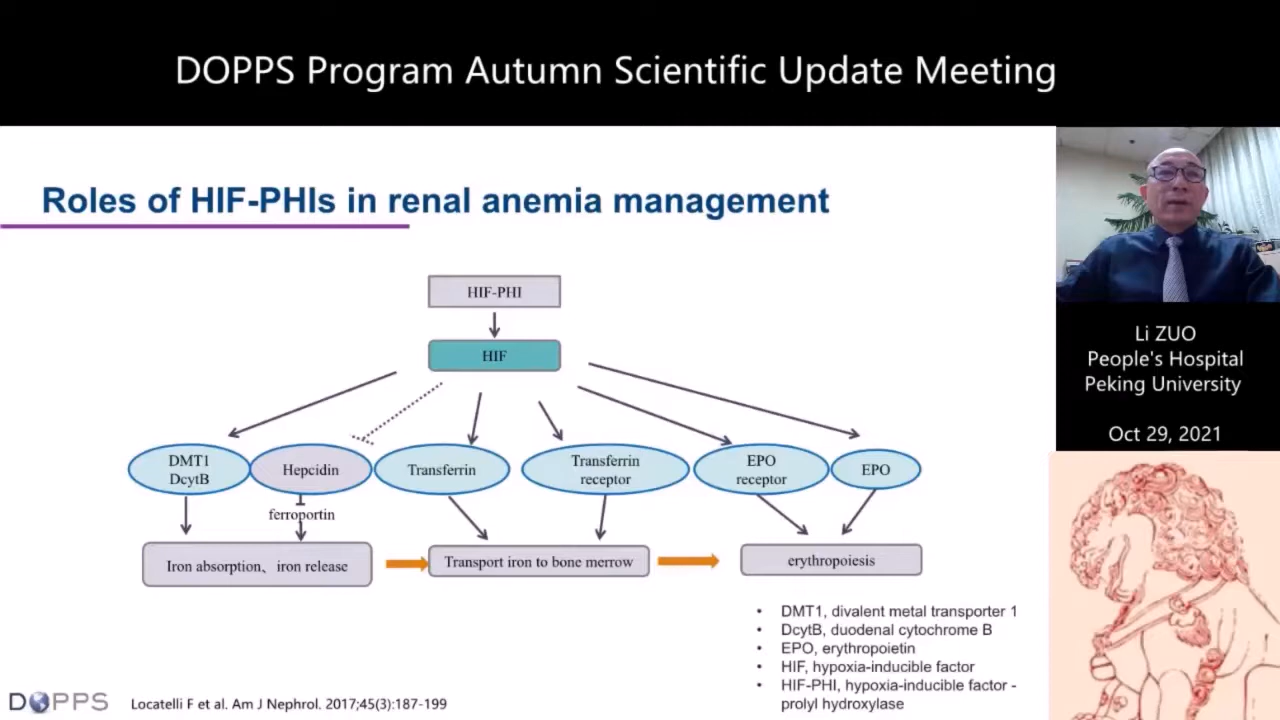 DOPPS Program Autumn Scientific Update Meeting
Roles of HIF-PHIs in renal anemia management
HIF-PHI
HIF
DMT1
DcytB
Hepcidin
Transferrin
Transferrin
receptor
EPO
receptor
EPO
ferroportin
Iron absorption、iron release
Transport iron to bone merrow
erythropoiesis
• DMT1, divalent metal transporter 1
• DcytB, duodenal cytochrome B
• EPO, erythropoietin
• HIF, hypoxia-inducible factor
• HIF-PHI, hypoxia-inducible factor -
prolyl hydroxylase
DOPPS
Locatelli F et al. Am J Nephrol. 2017;45(3):187-199
Li ZUO
People's Hospital
Peking University
Oct 29, 2021